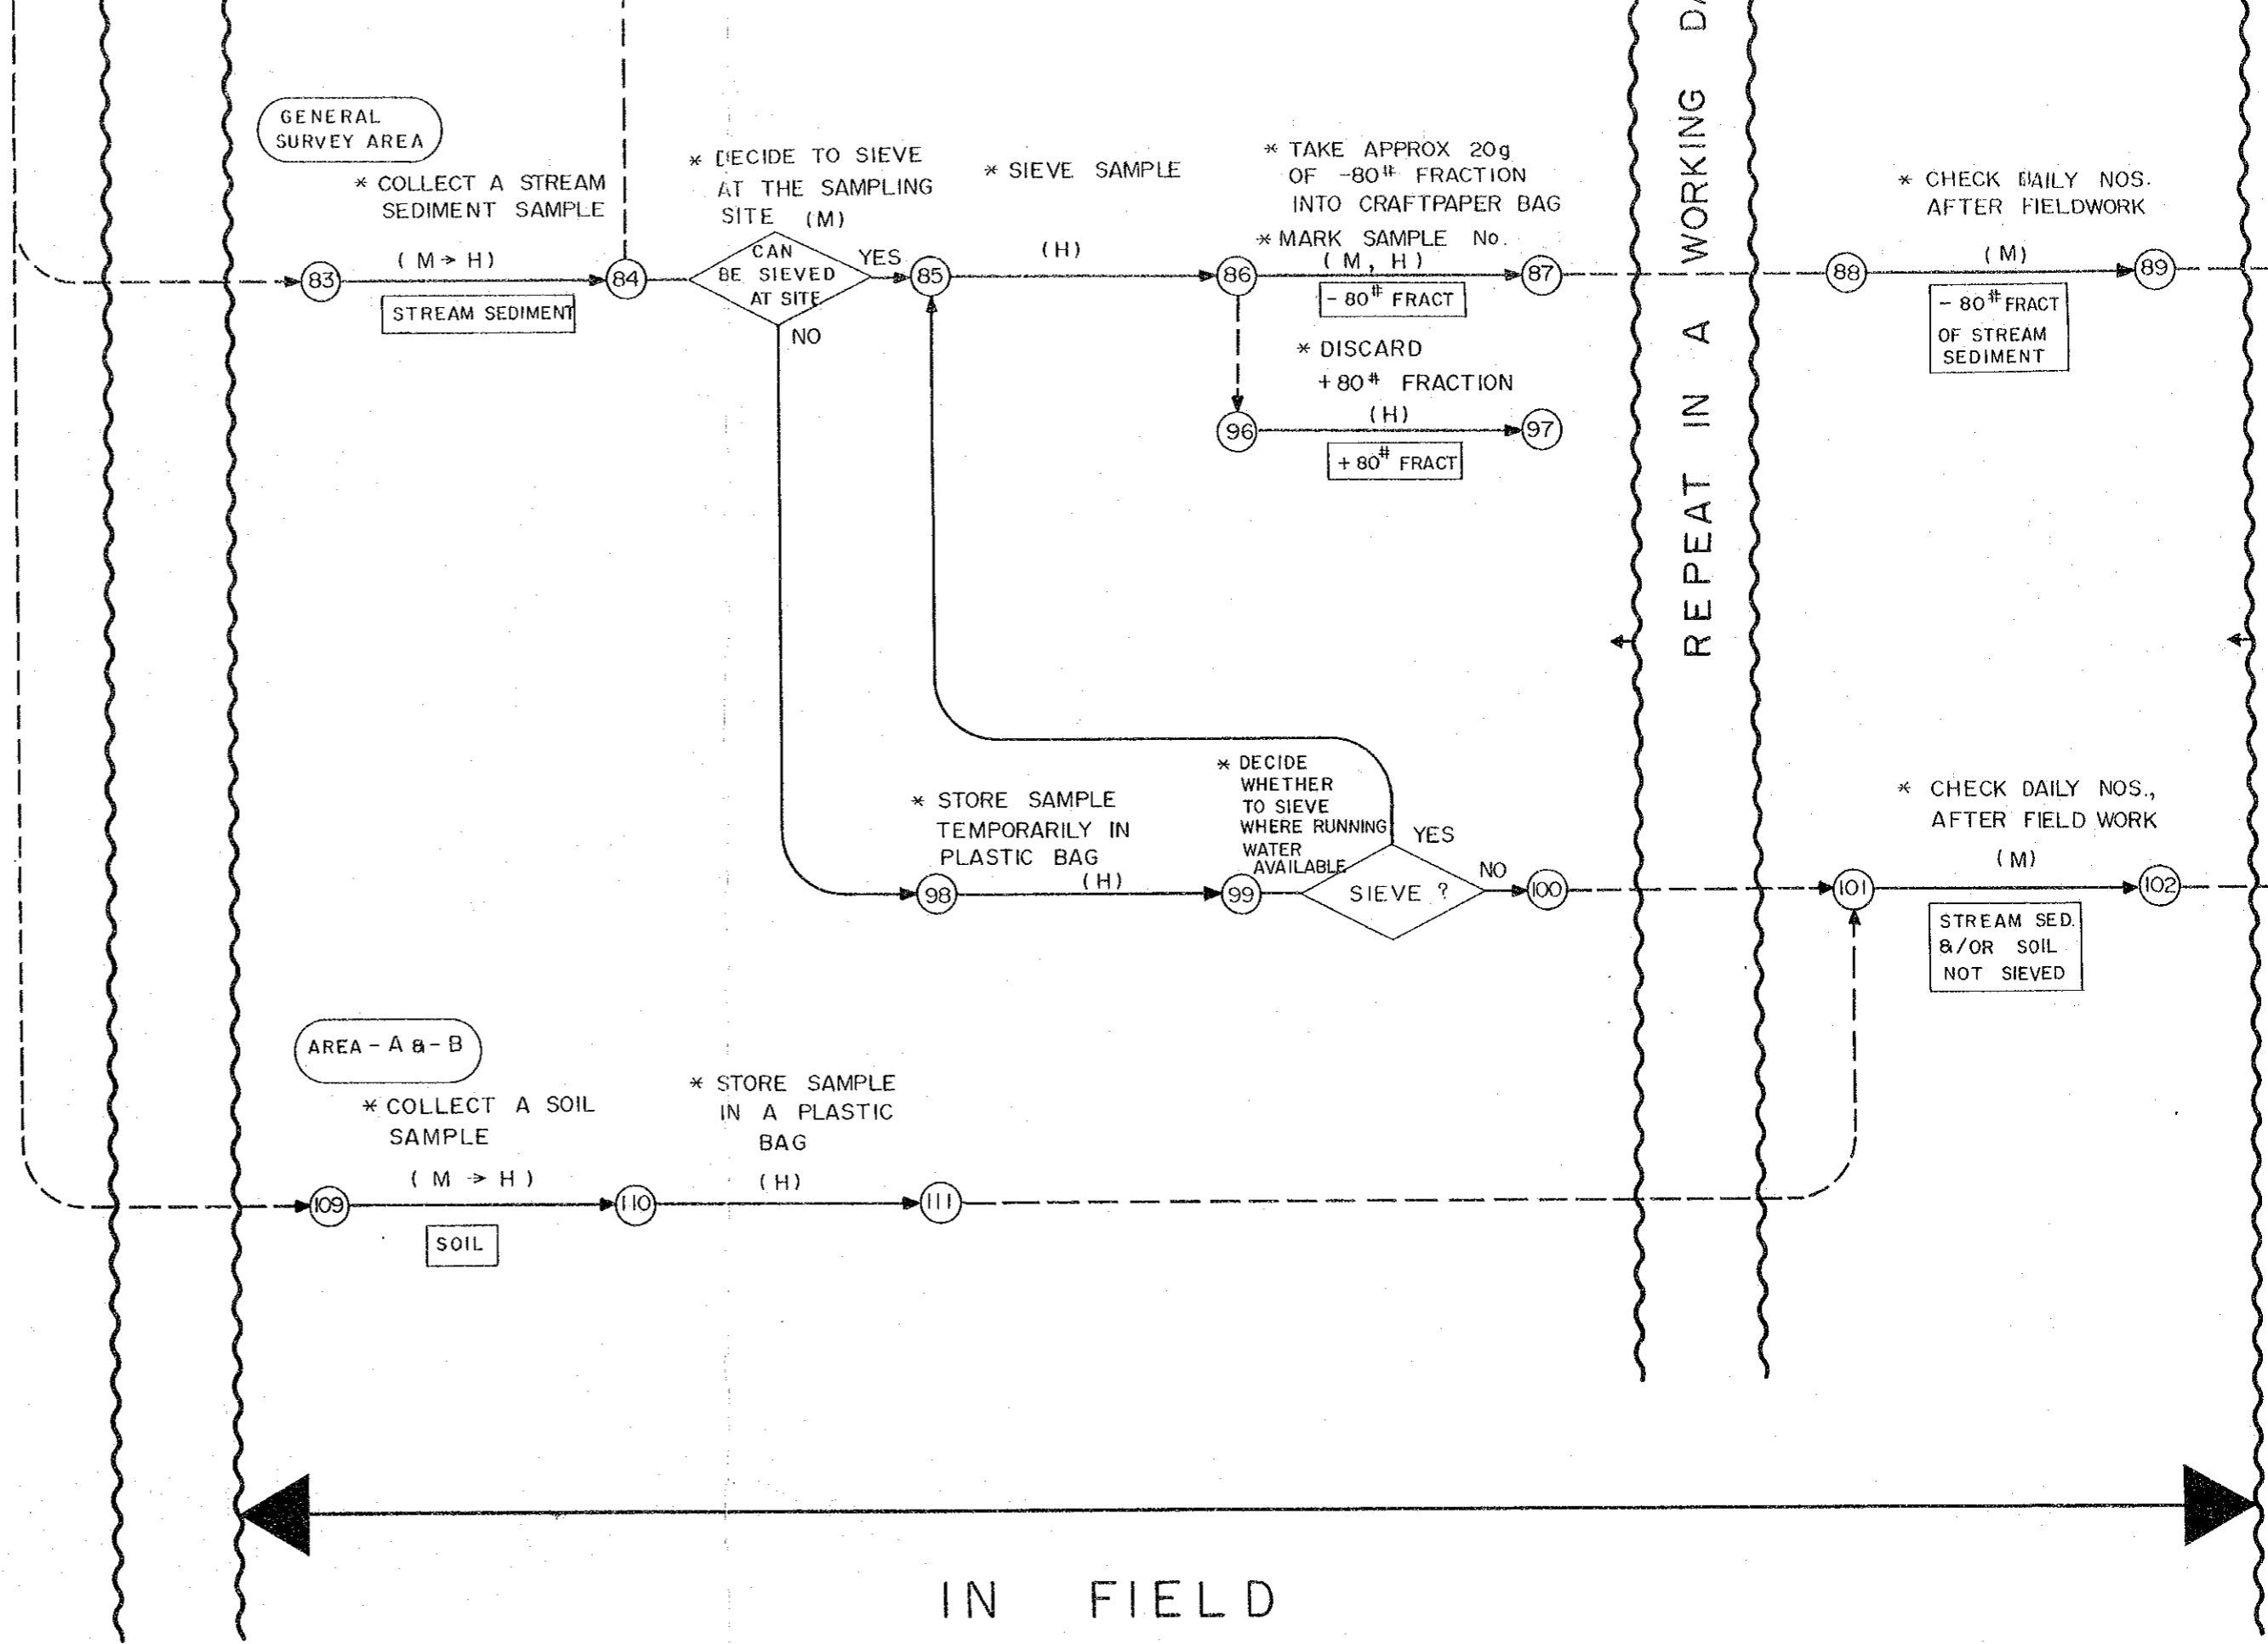 GENERAL
SURVEY AREA
* COLLECT A STREAM
SEDIMENT SAMPLE
(M→H)
83
STREAM SEDIMENT
84
* DECIDE TO SIEVE
AT THE SAMPLING
SITE (M)
CAN
BE SIEVED
AT SITE
YES
NO
85
* SIEVE SAMPLE
(H)
86
* TAKE APPROX 20g
OF -80# FRACTION
INTO CRAFTPAPER BAG
* MARK SAMPLE No.
(M, H)
- 80# FRACT
87
* DISCARD
+80# FRACTION
(H)
96
97
+ 80# FRACT
REPEAT IN A WORKING
88
* CHECK DAILY NOS.
AFTER FIELDWORK
(M)
89
- 80# FRACT
OF STREAM
SEDIMENT
* STORE SAMPLE
TEMPORARILY IN
PLASTIC BAG
(H)
98
99
* DECIDE
WHETHER
TO SIEVE
WHERE RUNNING
WATER
AVAILABLE
YES
SIEVE ?
NO
100
* CHECK DAILY NOS.,
AFTER FIELD WORK
(M)
101
102
STREAM SED.
&/OR SOIL
NOT SIEVED
AREA - A & - B
* COLLECT A SOIL
SAMPLE
(M → H)
109
SOIL
110
* STORE SAMPLE
IN A PLASTIC
BAG
(H)
111
IN FIELD